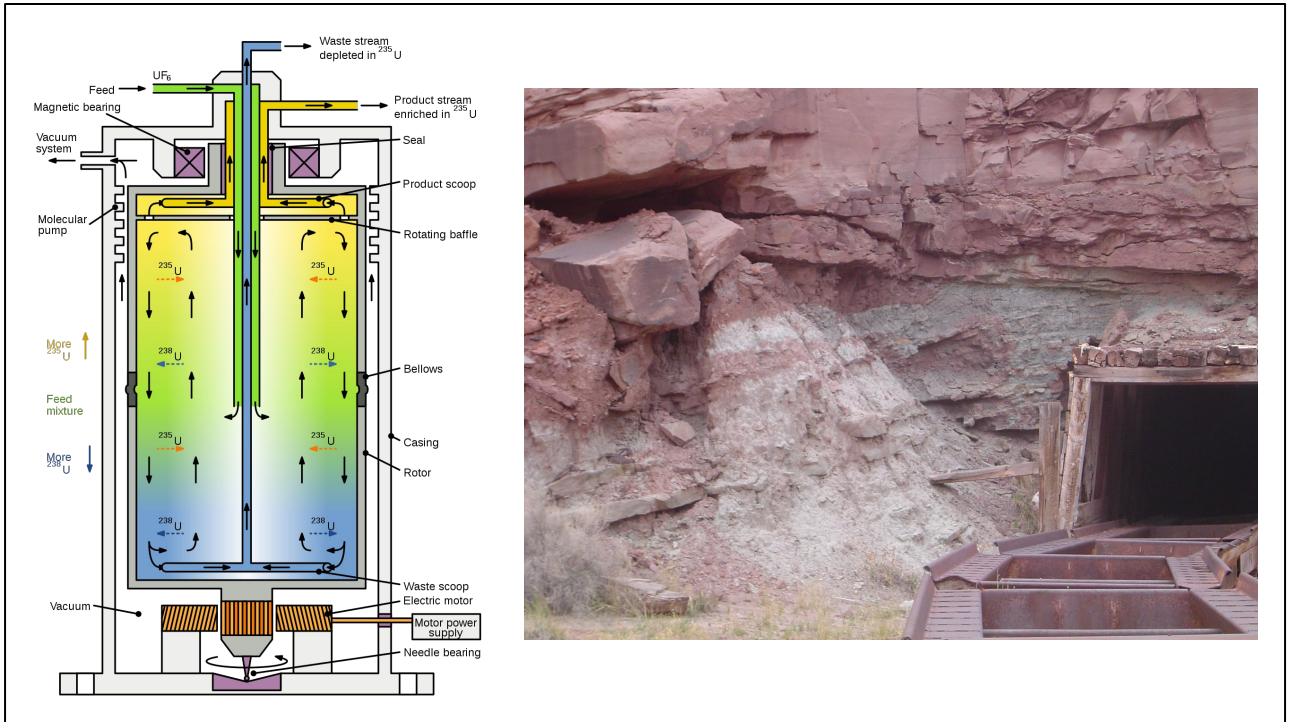 Waste stream
depleted in ²³⁵U
UF₆
Feed
Magnetic bearing
Product stream
enriched in ²³⁵U
Vacuum
system
Seal
Product scoop
Molecular
pump
Rotating baffle
²³⁵U
²³⁵U
More
²³⁵U
²³⁸U
²³⁸U
Bellows
Feed
mixture
²³⁵U
²³⁵U
Casing
More
²³⁸U
Rotor
²³⁸U
²³⁸U
Waste scoop
Electric motor
Vacuum
Motor power
supply
Needle bearing